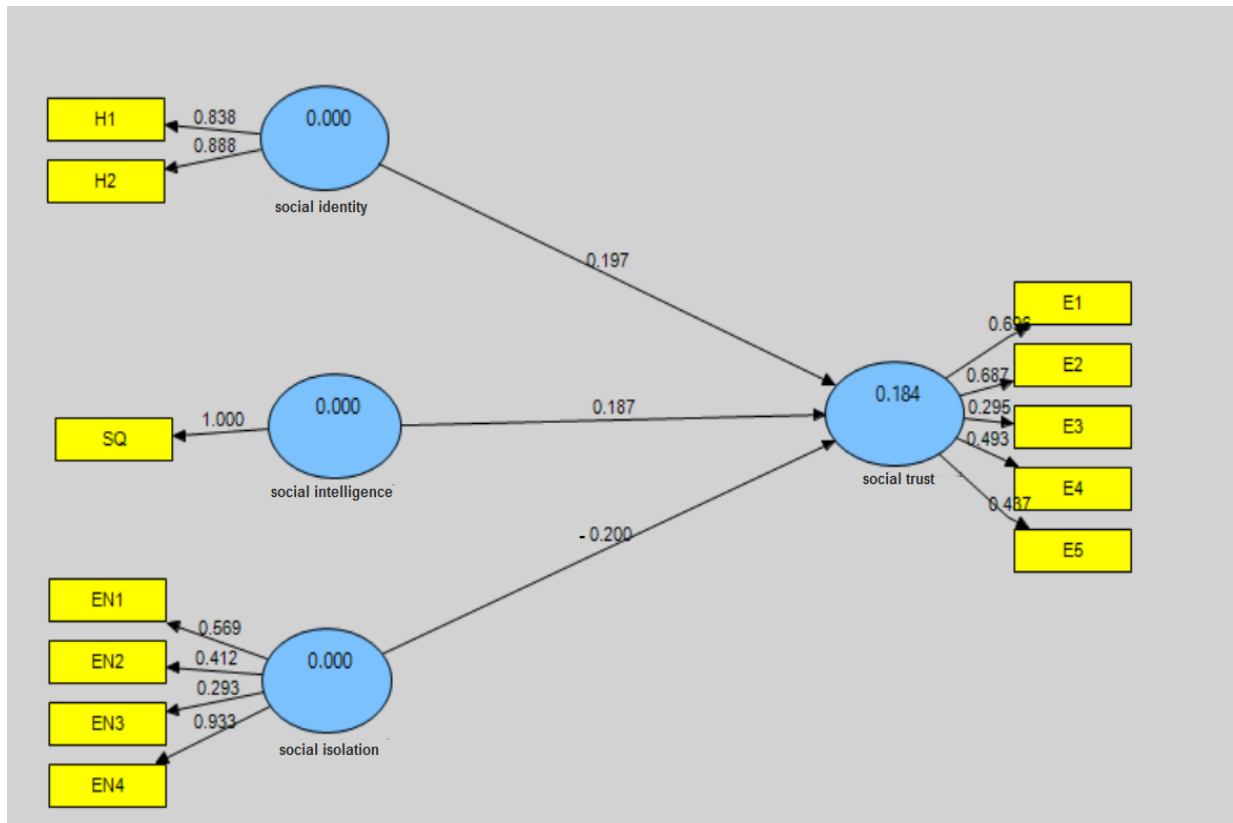 H1
0.838
0.000
H2
0.888
social identity
0.197
E1
0.696
E2
0.687
0.184
E3
0.295
0.493
E4
social trust
0.437
E5
SQ
1.000
0.000
0.187
social intelligence
- 0.200
EN1
0.569
EN2
0.412
0.000
0.293
EN3
0.933
social isolation
EN4